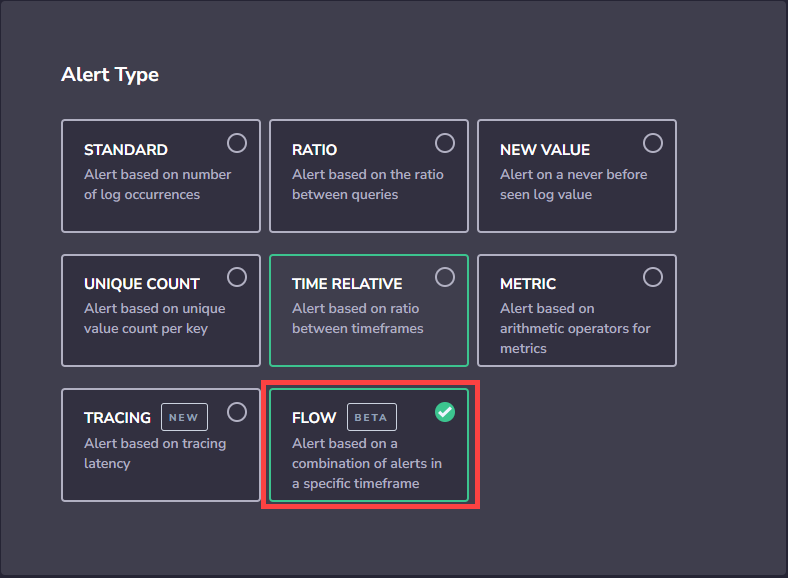 Alert Type
STANDARD
Alert based on number
of log occurrences
RATIO
Alert based on the ratio
between queries
NEW VALUE
Alert on a never before
seen log value
UNIQUE COUNT
Alert based on unique
value count per key
TIME RELATIVE
Alert based on ratio
between timeframes
METRIC
Alert based on
arithmetic operators for
metrics
TRACING NEW
Alert based on tracing
latency
FLOW BETA
Alert based on a
combination of alerts in
a specific timeframe